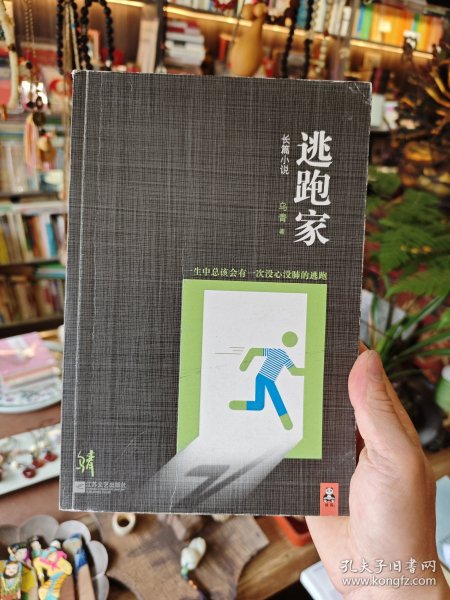 逃跑家
长篇小说
乌青 著
一生中总该会有一次没心没肺的逃跑
江苏文艺出版社
孔夫子旧书网
www.kongfz.com